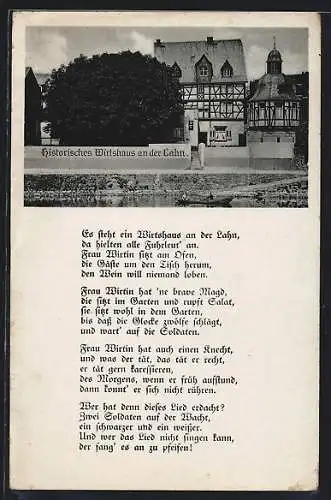 Historisches Wirtshaus an der Lahn.
Es steht ein Wirtshaus an der Lahn,
da hielten alle Fuhrleut' an.
Frau Wirtin sitzt am Ofen,
die Gäste um den Tisch herum,
den Wein will niemand loben.
Frau Wirtin hat 'ne brave Magd,
die sitzt im Garten und rupft Salat,
sie sitzt wohl in dem Garten,
bis daß die Glocke zwölfe schlägt,
und wart' auf die Soldaten.
Frau Wirtin hat auch einen Knecht,
und was der tät, das tät er recht,
er tät gern karessieren,
des Morgens, wenn er früh aufstund,
dann konnt' er sich nicht rühren.
Wer hat denn dieses Lied erdacht?
Zwei Soldaten auf der Wacht,
ein schwarzer und ein weißer.
Und wer das Lied nicht singen kann,
der fang' es an zu pfeifen!